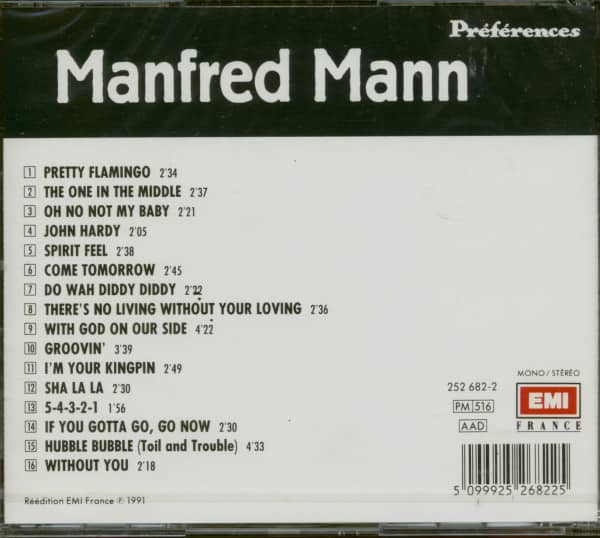 Préférences
Manfred Mann
1 PRETTY FLAMINGO 2'34
2 THE ONE IN THE MIDDLE 2'37
3 OH NO NOT MY BABY 2'21
4 JOHN HARDY 2'05
5 SPIRIT FEEL 2'38
6 COME TOMORROW 2'45
7 DO WAH DIDDY DIDDY 2'22
8 THERE'S NO LIVING WITHOUT YOUR LOVING 2'36
9 WITH GOD ON OUR SIDE 4'22
10 GROOVIN' 3'39
11 I'M YOUR KINGPIN 2'49
12 SHA LA LA 2'30
13 5-4-3-2-1 1'56
14 IF YOU GOTTA GO, GO NOW 2'30
15 HUBBLE BUBBLE (Toil and Trouble) 4'33
16 WITHOUT YOU 2'18
MONO/STÉRÉO
252 682-2
PM 516
AAD
EMI
FRANCE
5 099925 268225
Réédition EMI France ℗ 1991